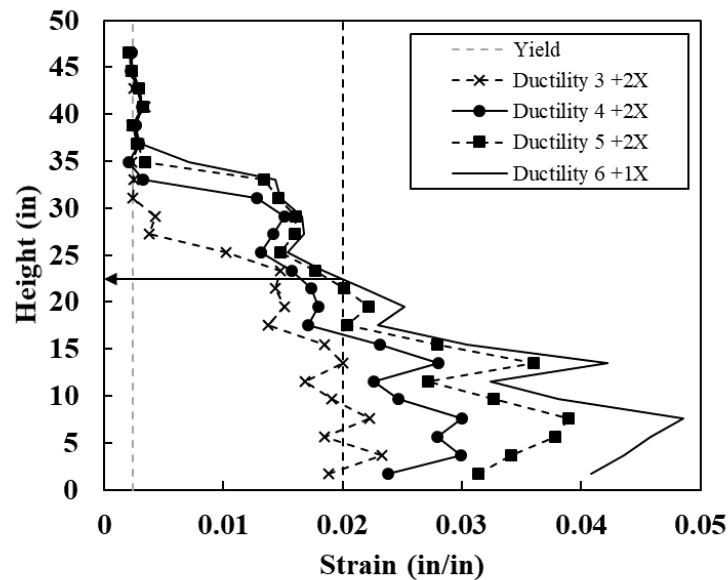 50
45
40
35
30
25
20
15
10
5
0
Height (in)
Yield
Ductility 3 +2X
Ductility 4 +2X
Ductility 5 +2X
Ductility 6 +1X
0
0.01
0.02
0.03
0.04
0.05
Strain (in/in)